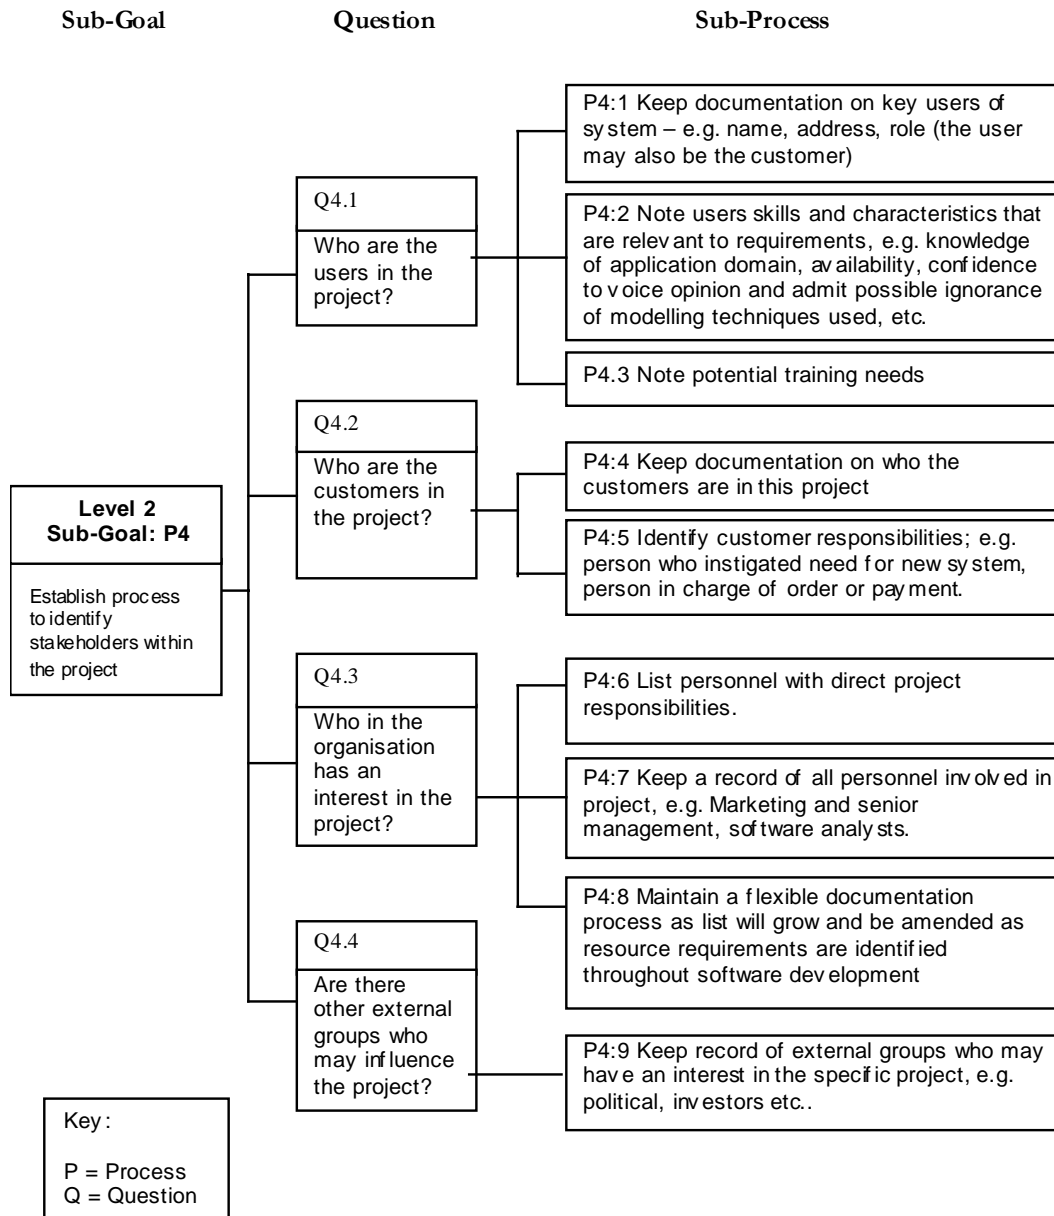 Sub-Goal
Question
Sub-Process
Level 2
Sub-Goal: P4
Establish process
to identify
stakeholders within
the project
Q4.1
Who are the
users in the
project?
P4:1 Keep documentation on key users of
system – e.g. name, address, role (the user
may also be the customer)
P4:2 Note users skills and characteristics that
are relevant to requirements, e.g. knowledge
of application domain, availability, confidence
to voice opinion and admit possible ignorance
of modelling techniques used, etc.
P4.3 Note potential training needs
Q4.2
Who are the
customers in
the project?
P4:4 Keep documentation on who the
customers are in this project
P4:5 Identify customer responsibilities; e.g.
person who instigated need for new system,
person in charge of order or payment.
Q4.3
Who in the
organisation
has an
interest in the
project?
P4:6 List personnel with direct project
responsibilities.
P4:7 Keep a record of all personnel involved in
project, e.g. Marketing and senior
management, software analysts.
P4:8 Maintain a flexible documentation
process as list will grow and be amended as
resource requirements are identified
throughout software development
Q4.4
Are there
other external
groups who
may influence
the project?
P4:9 Keep record of external groups who may
have an interest in the specific project, e.g.
political, investors etc..
Key:
P = Process
Q = Question